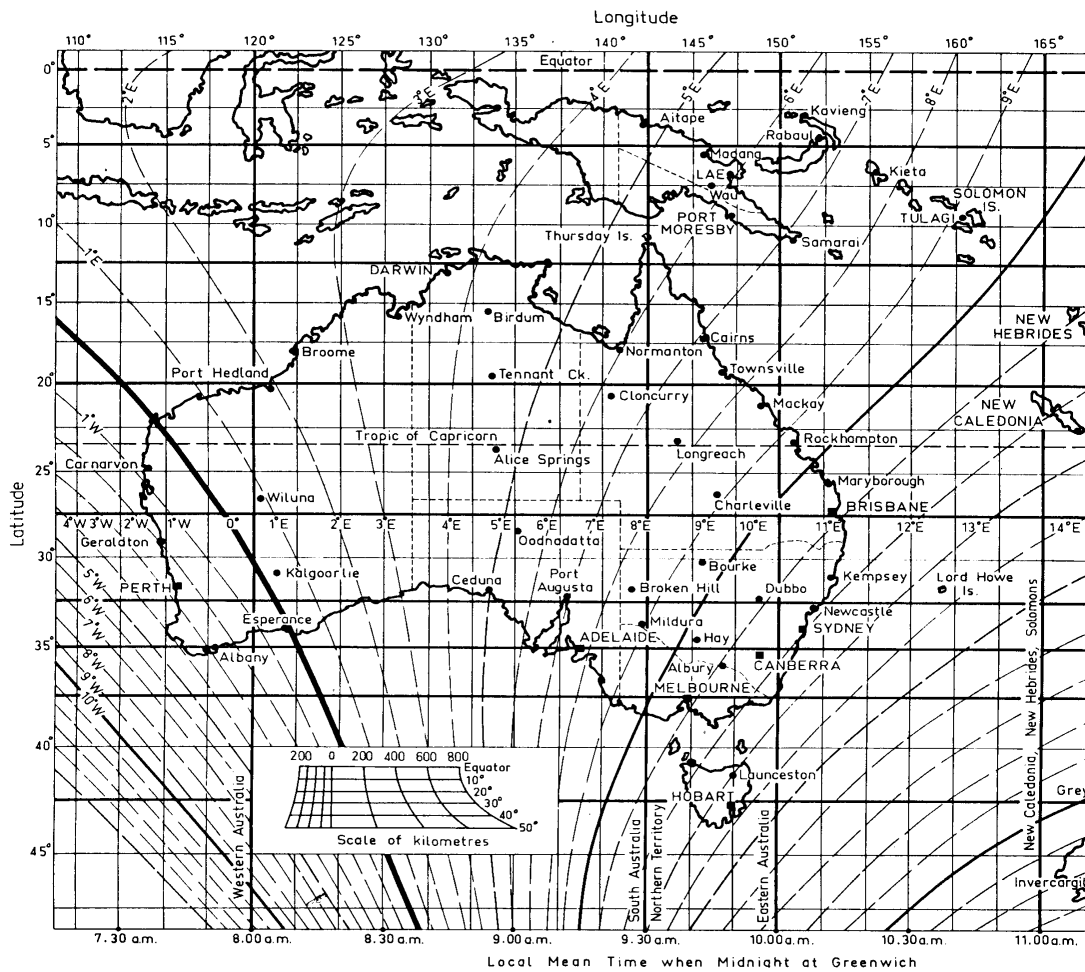 Longitude
110° 115° 120° 125° 130° 135° 140° 145° 150° 155° 160° 165°
0° Equator
2°E 3°E 4°E 5°E 6°E 7°E 8°E 9°E
Kavieng
Aitape
Rabaul
5°
Madang
LAE
Kieta
Wau
SOLOMON
IS.
PORT
MORESBY
TULAGI
10°
Thursday Is.
Samarai
1°E
DARWIN
15°
Wyndham
Birdum
NEW
HEBRIDES
Broome
Normanton
Cairns
Port Hedland
Tennant Ck.
Townsville
20°
Cloncurry
Mackay
NEW
CALEDONIA
1°W
Tropic of Capricorn
Rockhampton
Alice Springs
Longreach
Carnarvon
25°
Maryborough
Wiluna
Charleville
BRISBANE
Latitude
4°W 3°W 2°W 1°W 0° 1°E 2°E 3°E 4°E 5°E 6°E 7°E 8°E 9°E 10°E 11°E 12°E 13°E 14°E
Oodnadatta
Geraldton
30°
Bourke
Kalgoorlie
5°W
Ceduna
Port
Augusta
Kempsey
Lord Howe
Is.
PERTH
Broken Hill
Dubbo
6°W
Newcastle
Esperance
Mildura
SYDNEY
7°W
ADELAIDE
Hay
35°
Albany
8°W
Albury
CANBERRA
9°W
MELBOURNE
10°W
40°
200 0 200 400 600 800
Equator
10°
20°
30°
40°
50°
Scale of kilometres
Launceston
HOBART
Grey
45°
Western Australia
South Australia
Northern Territory
Eastern Australia
New Caledonia, New Hebrides, Solomons
Invercargil
7.30 a.m. 8.00 a.m. 8.30 a.m. 9.00 a.m. 9.30 a.m. 10.00 a.m. 10.30 a.m. 11.00 a.m.
Local Mean Time when Midnight at Greenwich